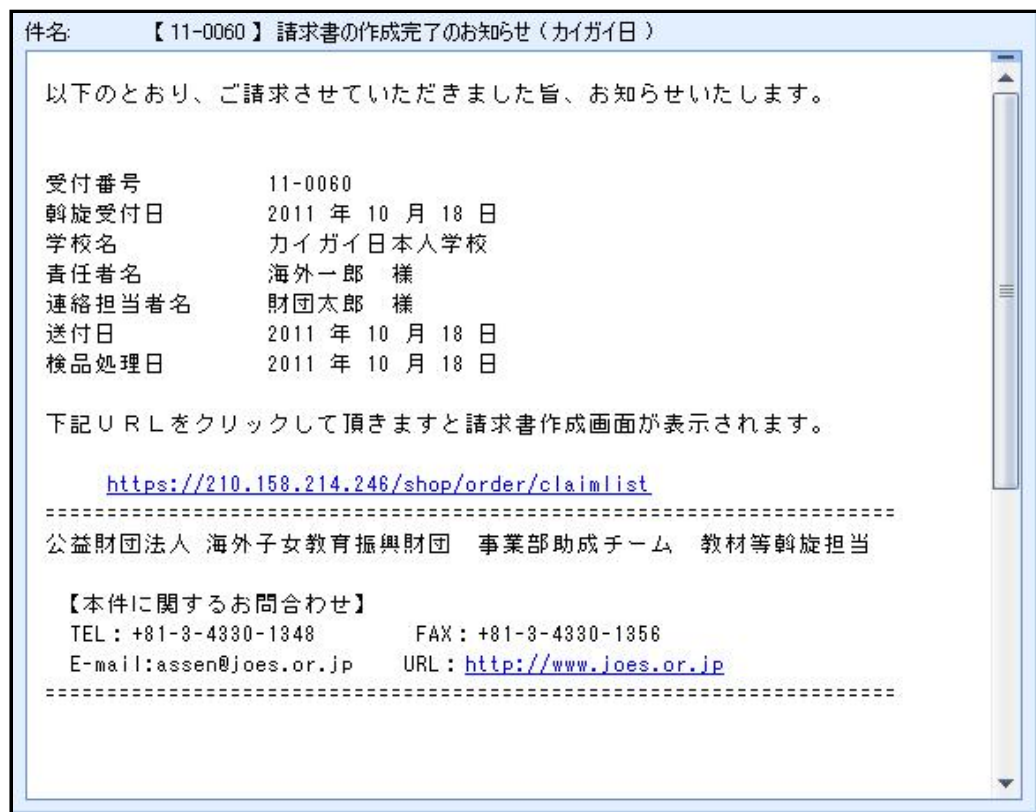 件名: 【 11-0060 】 請求書の作成完了のお知らせ（カイガイ日）
以下のとおり、ご請求させていただきました旨、お知らせいたします。
受付番号 11-0060
斡旋受付日 2011 年 10 月 18 日
学校名 カイガイ日本人学校
責任者名 海外一郎 様
連絡担当者名 財団太郎 様
送付日 2011 年 10 月 18 日
検品処理日 2011 年 10 月 18 日
下記ＵＲＬをクリックして頂きますと請求書作成画面が表示されます。
https://210.158.214.246/shop/order/claimlist
======================================================================
公益財団法人 海外子女教育振興財団 事業部助成チーム 教材等斡旋担当
【本件に関するお問合わせ】
TEL：+81-3-4330-1348 FAX：+81-3-4330-1356
E-mail:assen@joes.or.jp URL：http://www.joes.or.jp
======================================================================